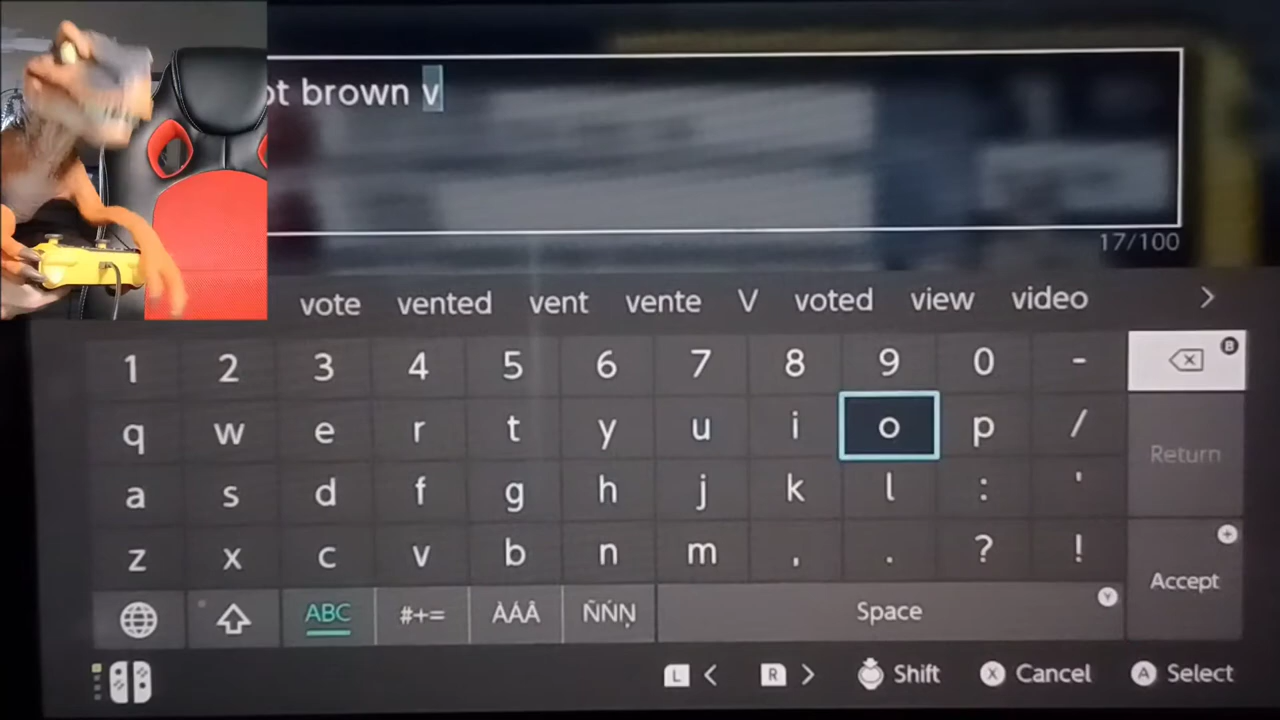 ot brown v
17/100
vote vented vent vente V voted view video >
1 2 3 4 5 6 7 8 9 0 - B
q w e r t y u i o p / Return
a s d f g h j k l : '
z x c v b n m , . ? ! + Accept
ABC #+= ÀÁÂ ÑŃŅ Space Y
L < R > Shift X Cancel A Select